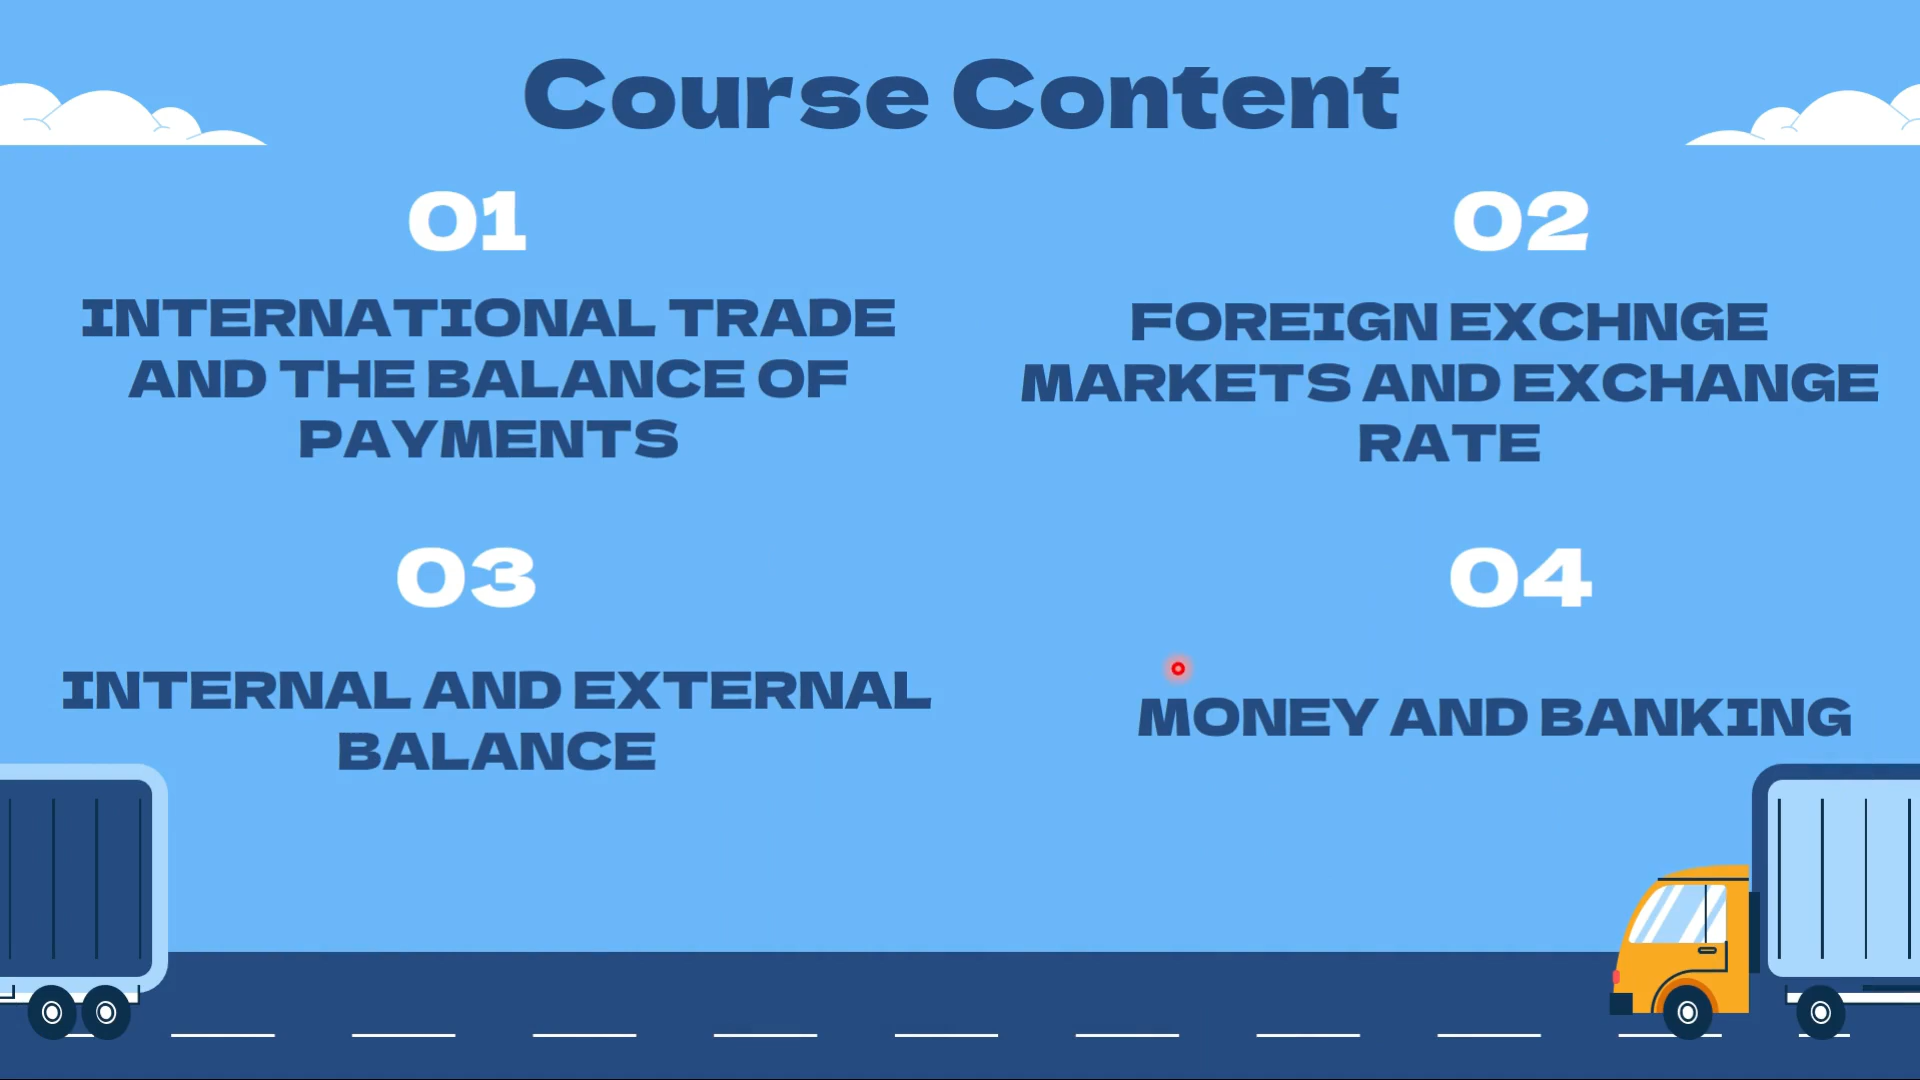 Course Content
01
INTERNATIONAL TRADE
AND THE BALANCE OF
PAYMENTS
02
FOREIGN EXCHNGE
MARKETS AND EXCHANGE
RATE
03
INTERNAL AND EXTERNAL
BALANCE
04
MONEY AND BANKING